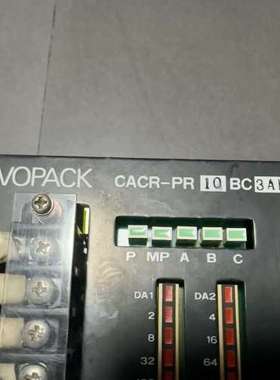 VOPACK CACR-PR 10 BC 3A
P MP A B C
DA1 DA2
2 4
8 16
32 64